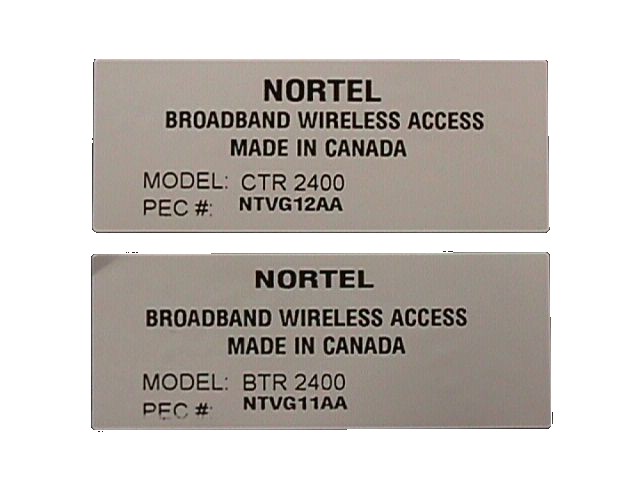 NORTEL
BROADBAND WIRELESS ACCESS
MADE IN CANADA
MODEL: CTR 2400
PEC #: NTVG12AA
NORTEL
BROADBAND WIRELESS ACCESS
MADE IN CANADA
MODEL: BTR 2400
PEC #: NTVG11AA